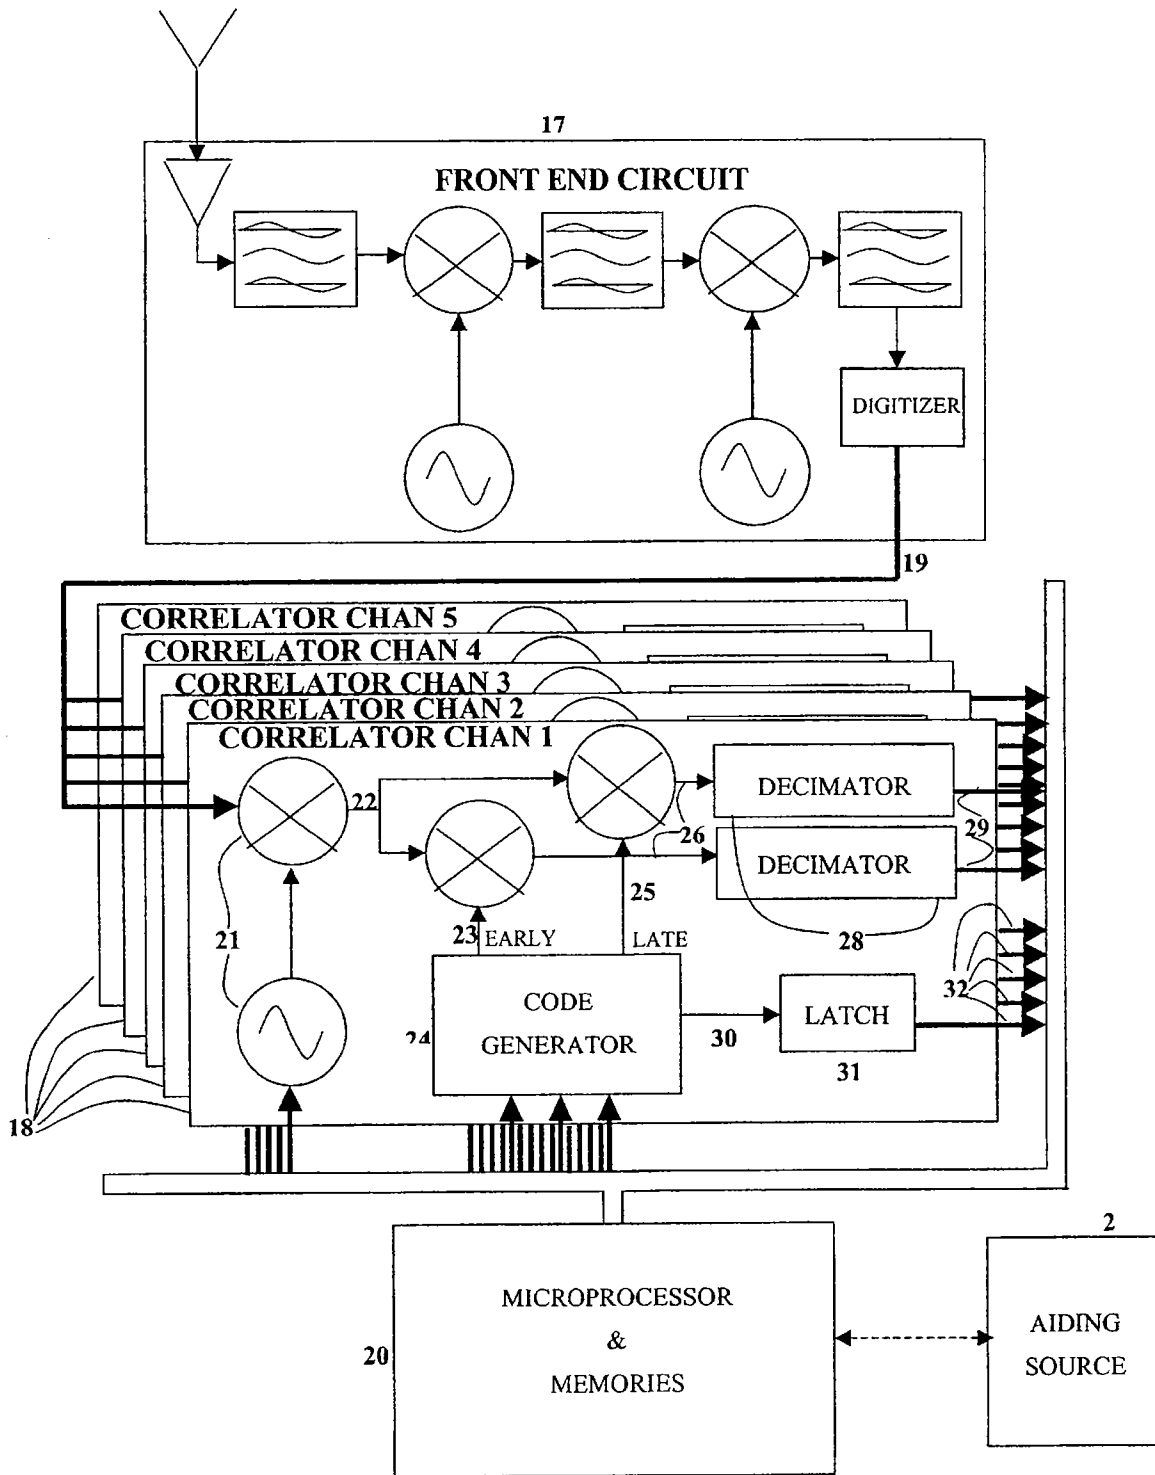 17
FRONT END CIRCUIT
DIGITIZER
19
CORRELATOR CHAN 5
CORRELATOR CHAN 4
CORRELATOR CHAN 3
CORRELATOR CHAN 2
CORRELATOR CHAN 1
22
DECIMATOR
29
26
DECIMATOR
25
21
23
EARLY
LATE
28
32
24
CODE
GENERATOR
30
LATCH
31
18
2
MICROPROCESSOR
&
MEMORIES
20
AIDING
SOURCE